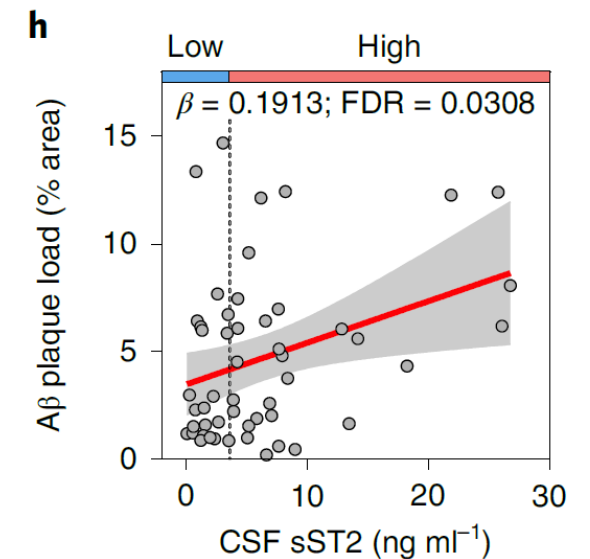 h
Low High
β = 0.1913; FDR = 0.0308
Aβ plaque load (% area)
15
10
5
0
0 10 20 30
CSF sST2 (ng ml⁻¹)